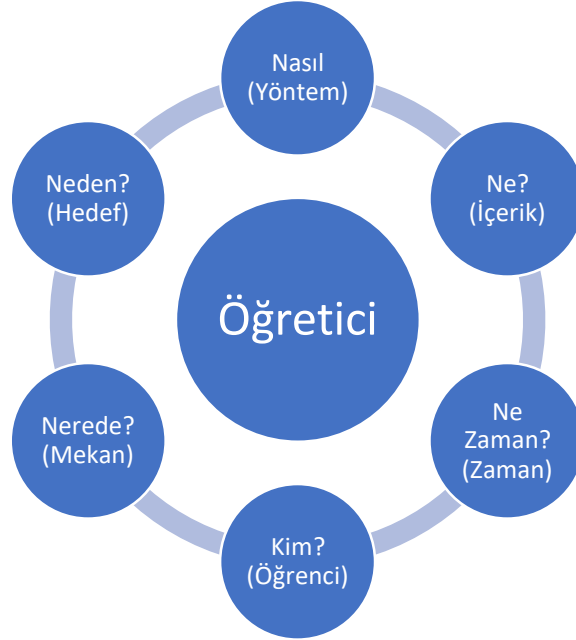 Nasıl
(Yöntem)
Ne?
(İçerik)
Ne
Zaman?
(Zaman)
Kim?
(Öğrenci)
Nerede?
(Mekan)
Neden?
(Hedef)
Öğretici